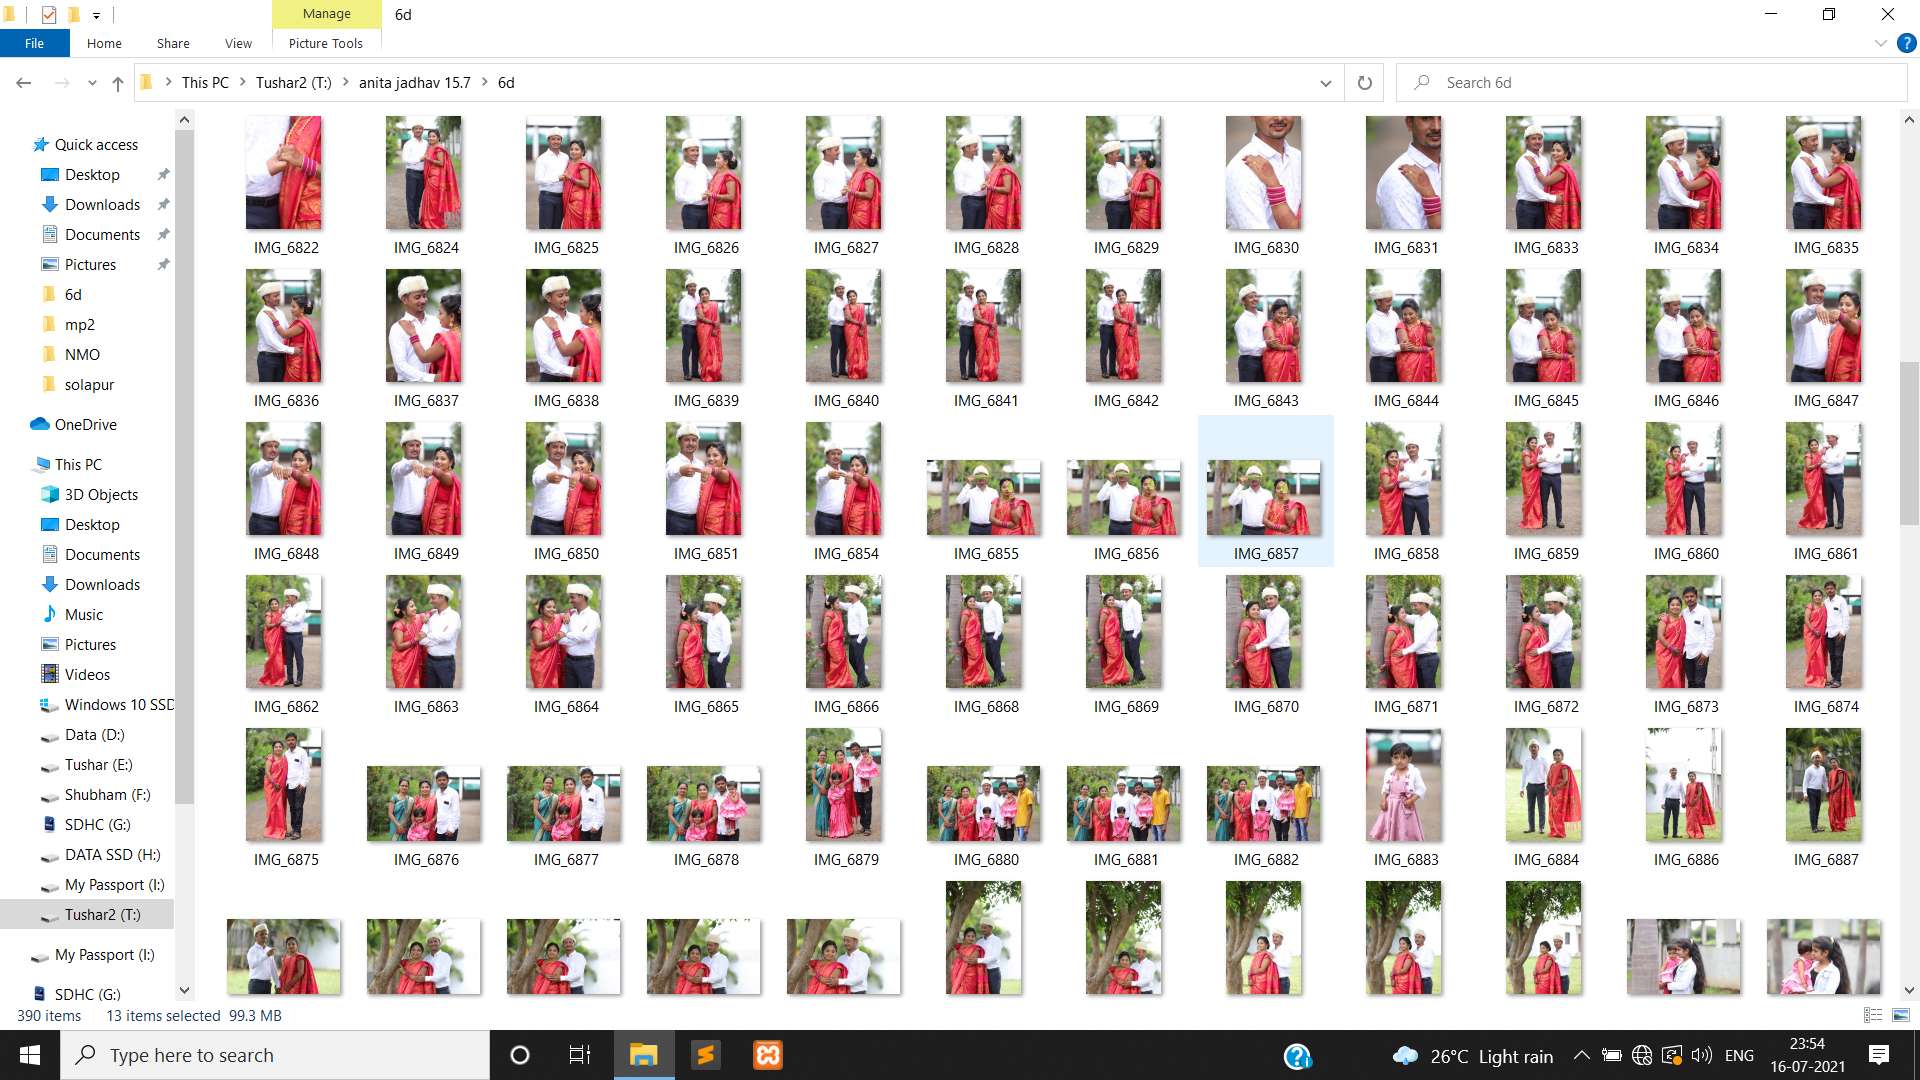 Manage
6d
File
Home
Share
View
Picture Tools
This PC
Tushar2 (T:)
anita jadhav 15.7
6d
Search 6d
Quick access
Desktop
Downloads
Documents
Pictures
6d
mp2
NMO
solapur
OneDrive
This PC
3D Objects
Desktop
Documents
Downloads
Music
Pictures
Videos
Windows 10 SSD
Data (D:)
Tushar (E:)
Shubham (F:)
SDHC (G:)
DATA SSD (H:)
My Passport (I:)
Tushar2 (T:)
My Passport (I:)
SDHC (G:)
IMG_6822 IMG_6824 IMG_6825 IMG_6826 IMG_6827 IMG_6828 IMG_6829 IMG_6830 IMG_6831 IMG_6833 IMG_6834 IMG_6835
IMG_6836 IMG_6837 IMG_6838 IMG_6839 IMG_6840 IMG_6841 IMG_6842 IMG_6843 IMG_6844 IMG_6845 IMG_6846 IMG_6847
IMG_6848 IMG_6849 IMG_6850 IMG_6851 IMG_6854 IMG_6855 IMG_6856 IMG_6857 IMG_6858 IMG_6859 IMG_6860 IMG_6861
IMG_6862 IMG_6863 IMG_6864 IMG_6865 IMG_6866 IMG_6868 IMG_6869 IMG_6870 IMG_6871 IMG_6872 IMG_6873 IMG_6874
IMG_6875 IMG_6876 IMG_6877 IMG_6878 IMG_6879 IMG_6880 IMG_6881 IMG_6882 IMG_6883 IMG_6884 IMG_6886 IMG_6887
390 items 13 items selected 99.3 MB
Type here to search
26°C Light rain
ENG
23:54
16-07-2021